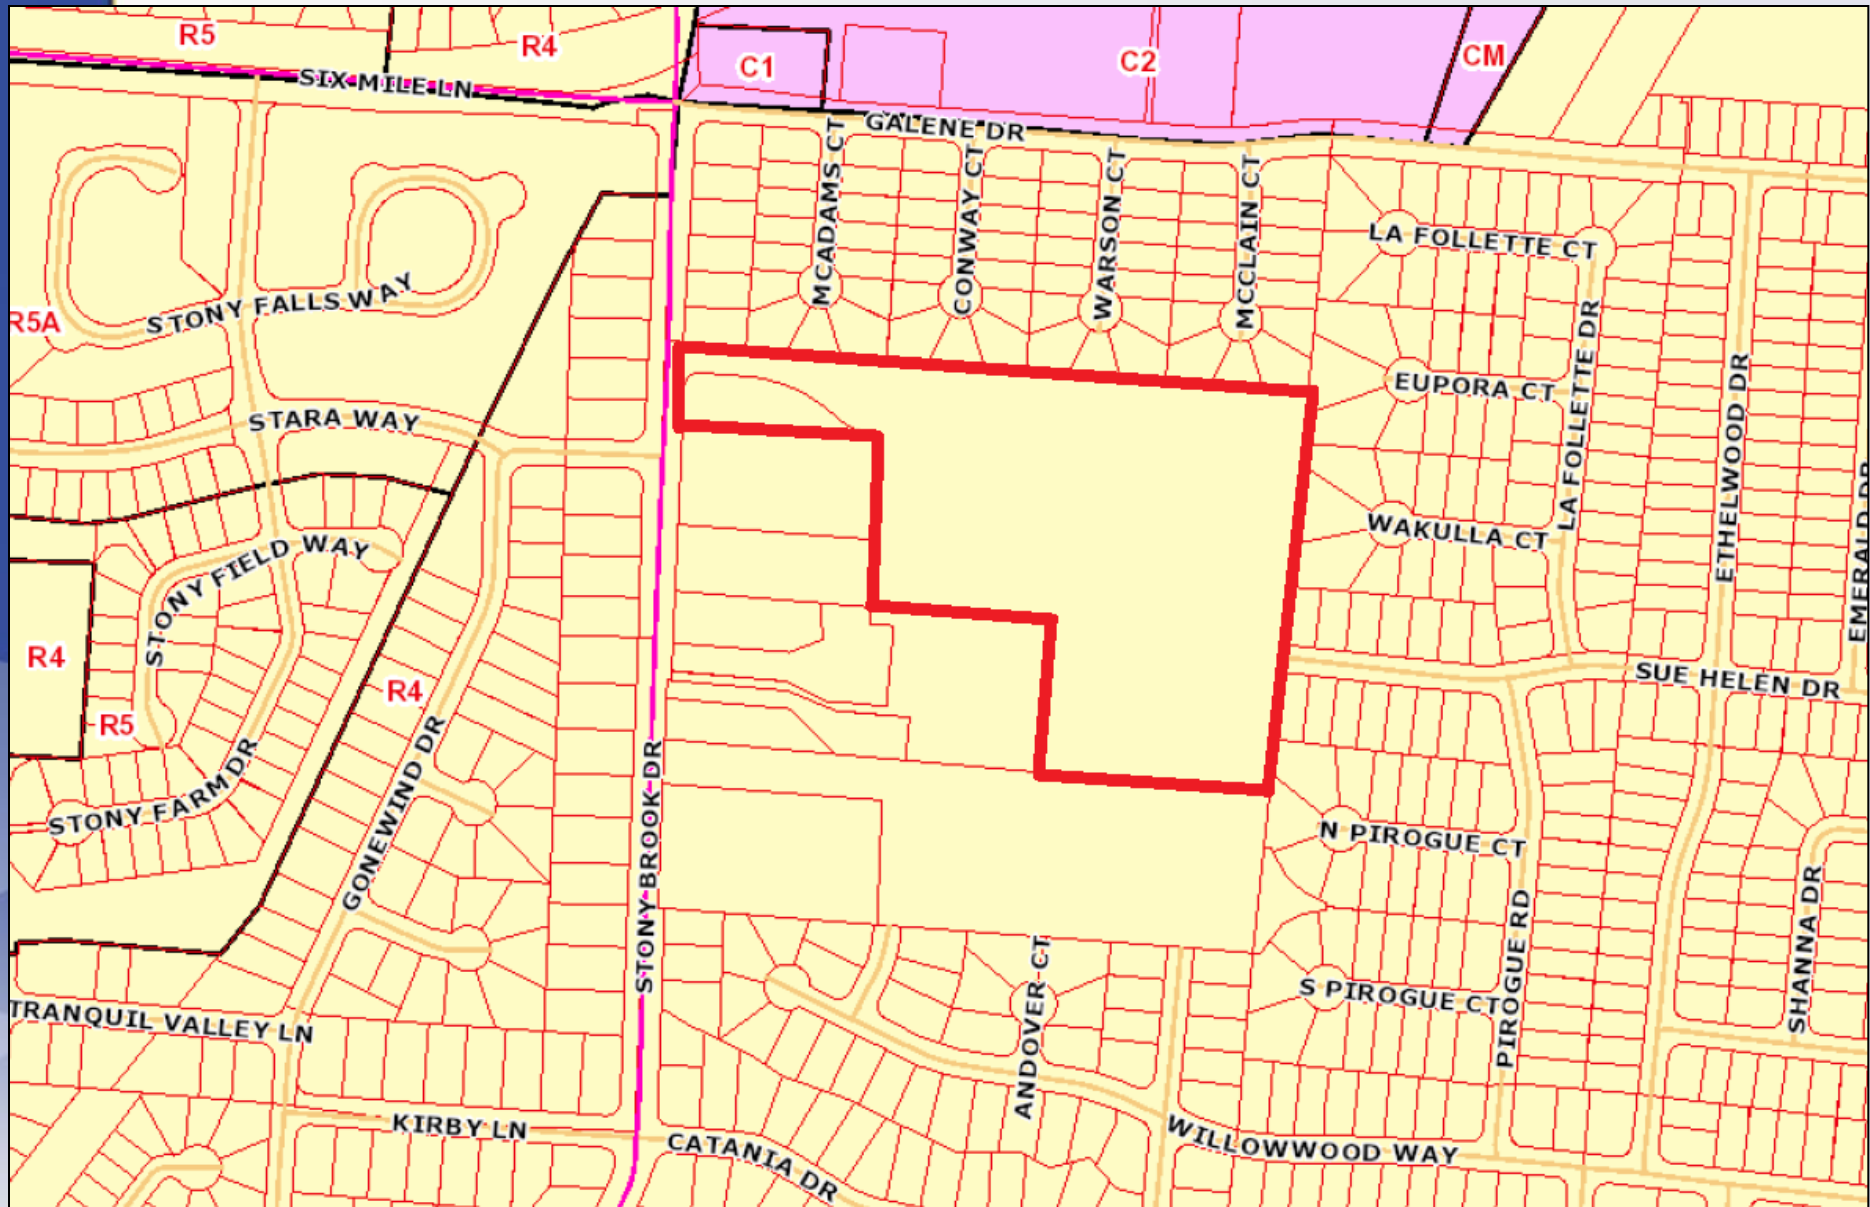 R5
R4
C1
C2
CM
SIX MILE LN
GALENE DR
MCADAMS CT
CONWAY CT
WARSON CT
MCCLAIN CT
LA FOLLETTE CT
STONY FALLS WAY
R5A
LA FOLLETTE DR
EUPORA CT
ETHELWOOD DR
STARA WAY
WAKULLA CT
EMERALD DR
STONY FIELD WAY
R4
R4
SUE HELEN DR
R5
STONY FARM DR
GONEWIND DR
STONY BROOK DR
N PIROGUE CT
SHANNA DR
PIROGUE RD
ANDOVER CT
S PIROGUE CT
TRANQUIL VALLEY LN
KIRBY LN
CATANIA DR
WILLOWWOOD WAY